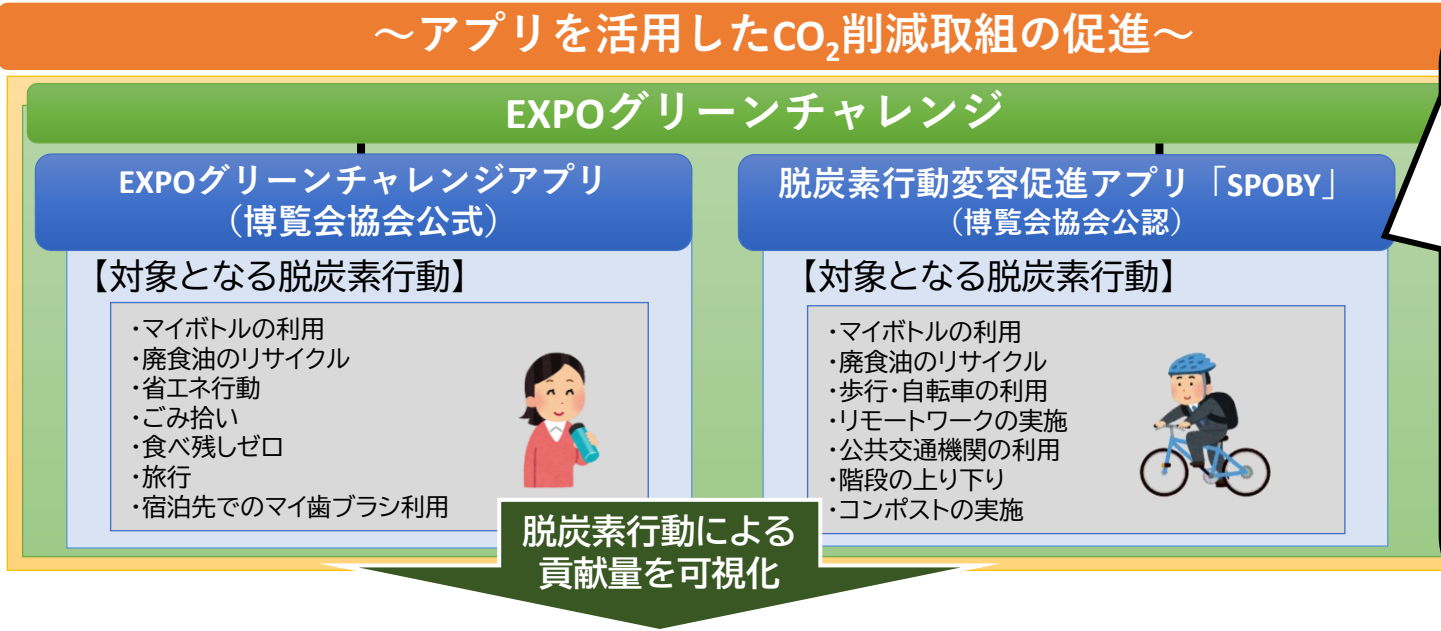 ～アプリを活用したCO₂削減取組の促進～
EXPOグリーンチャレンジ
EXPOグリーンチャレンジアプリ
（博覧会協会公式）
【対象となる脱炭素行動】
・マイボトルの利用
・廃食油のリサイクル
・省エネ行動
・ごみ拾い
・食べ残しゼロ
・旅行
・宿泊先でのマイ歯ブラシ利用
脱炭素行動変容促進アプリ「SPOBY」
（博覧会協会公認）
【対象となる脱炭素行動】
・マイボトルの利用
・廃食油のリサイクル
・歩行・自転車の利用
・リモートワークの実施
・公共交通機関の利用
・階段の上り下り
・コンポストの実施
脱炭素行動による
貢献量を可視化